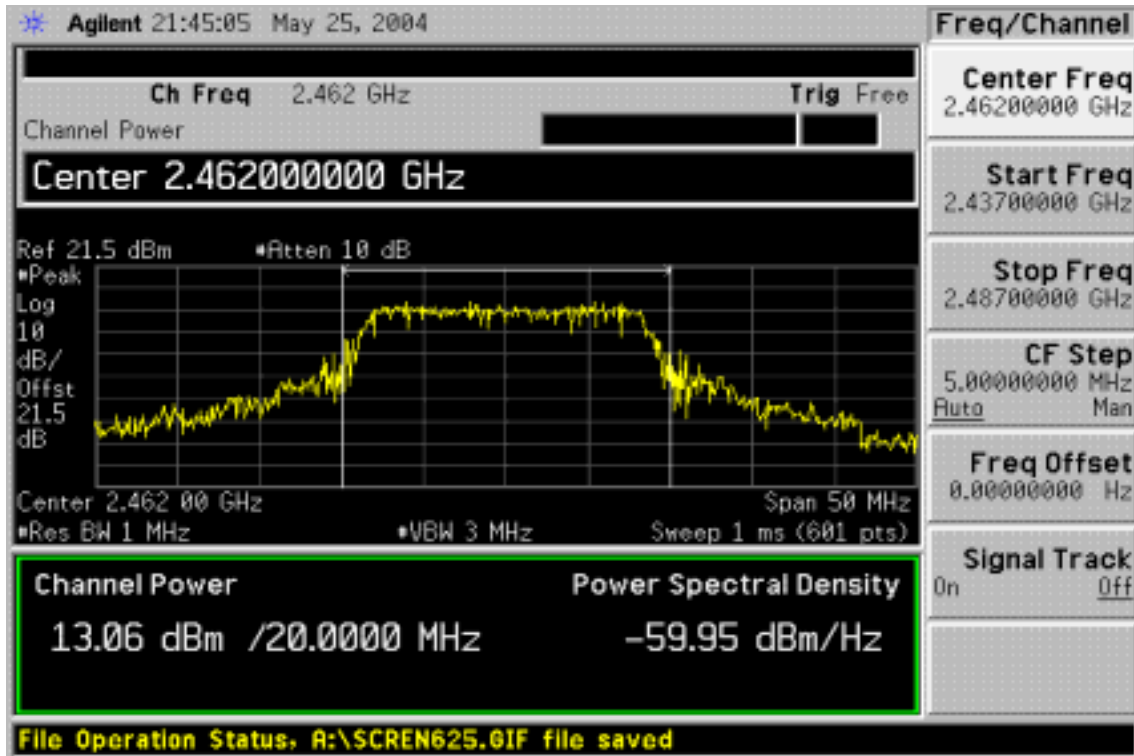 Agilent 21:45:05 May 25, 2004
Freq/Channel
Ch Freq 2.462 GHz Trig Free
Channel Power
Center 2.462000000 GHz
Ref 21.5 dBm #Atten 10 dB
#Peak
Log
10
dB/
Offst
21.5
dB
Center 2.462 00 GHz Span 50 MHz
#Res BW 1 MHz #VBW 3 MHz Sweep 1 ms (601 pts)
Channel Power Power Spectral Density
13.06 dBm /20.0000 MHz -59.95 dBm/Hz
File Operation Status, A:\SCREN625.GIF file saved
Center Freq
2.46200000 GHz
Start Freq
2.43700000 GHz
Stop Freq
2.48700000 GHz
CF Step
5.00000000 MHz
Auto Man
Freq Offset
0.00000000 Hz
Signal Track
On Off